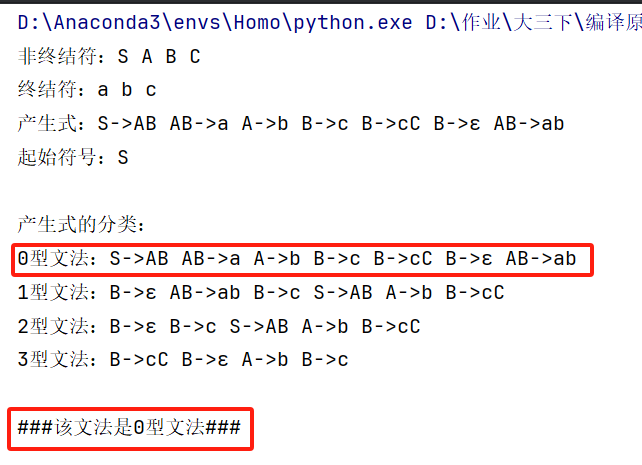 D:\Anaconda3\envs\Homo\python.exe D:\作业\大三下\编译原
非终结符：S A B C
终结符：a b c
产生式：S->AB AB->a A->b B->c B->cC B->ε AB->ab
起始符号：S
产生式的分类：
0型文法：S->AB AB->a A->b B->c B->cC B->ε AB->ab
1型文法：B->ε AB->ab B->c S->AB A->b B->cC
2型文法：B->ε B->c S->AB A->b B->cC
3型文法：B->cC B->ε A->b B->c
###该文法是0型文法###